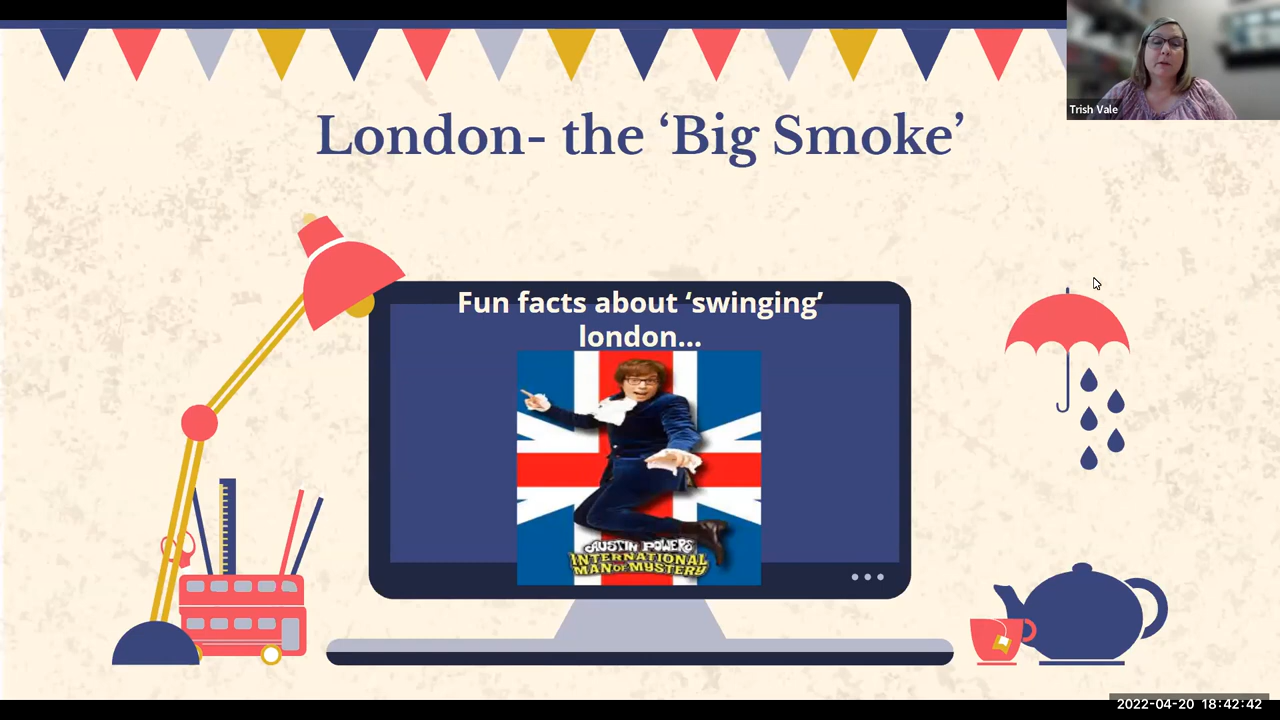 London- the ‘Big Smoke’
Trish Vale
Fun facts about ‘swinging’
london...
AUSTIN POWERS
INTERNATIONAL
MAN OF MYSTERY
2022-04-20 18:42:42